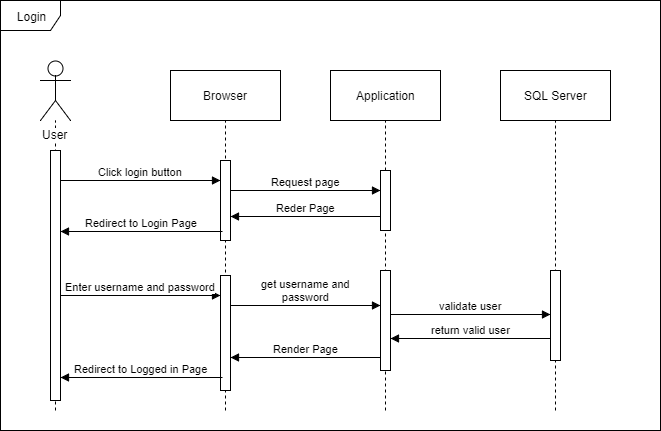 Login
User
Browser
Application
SQL Server
Click login button
Request page
Reder Page
Redirect to Login Page
Enter username and password
get username and
password
validate user
return valid user
Render Page
Redirect to Logged in Page